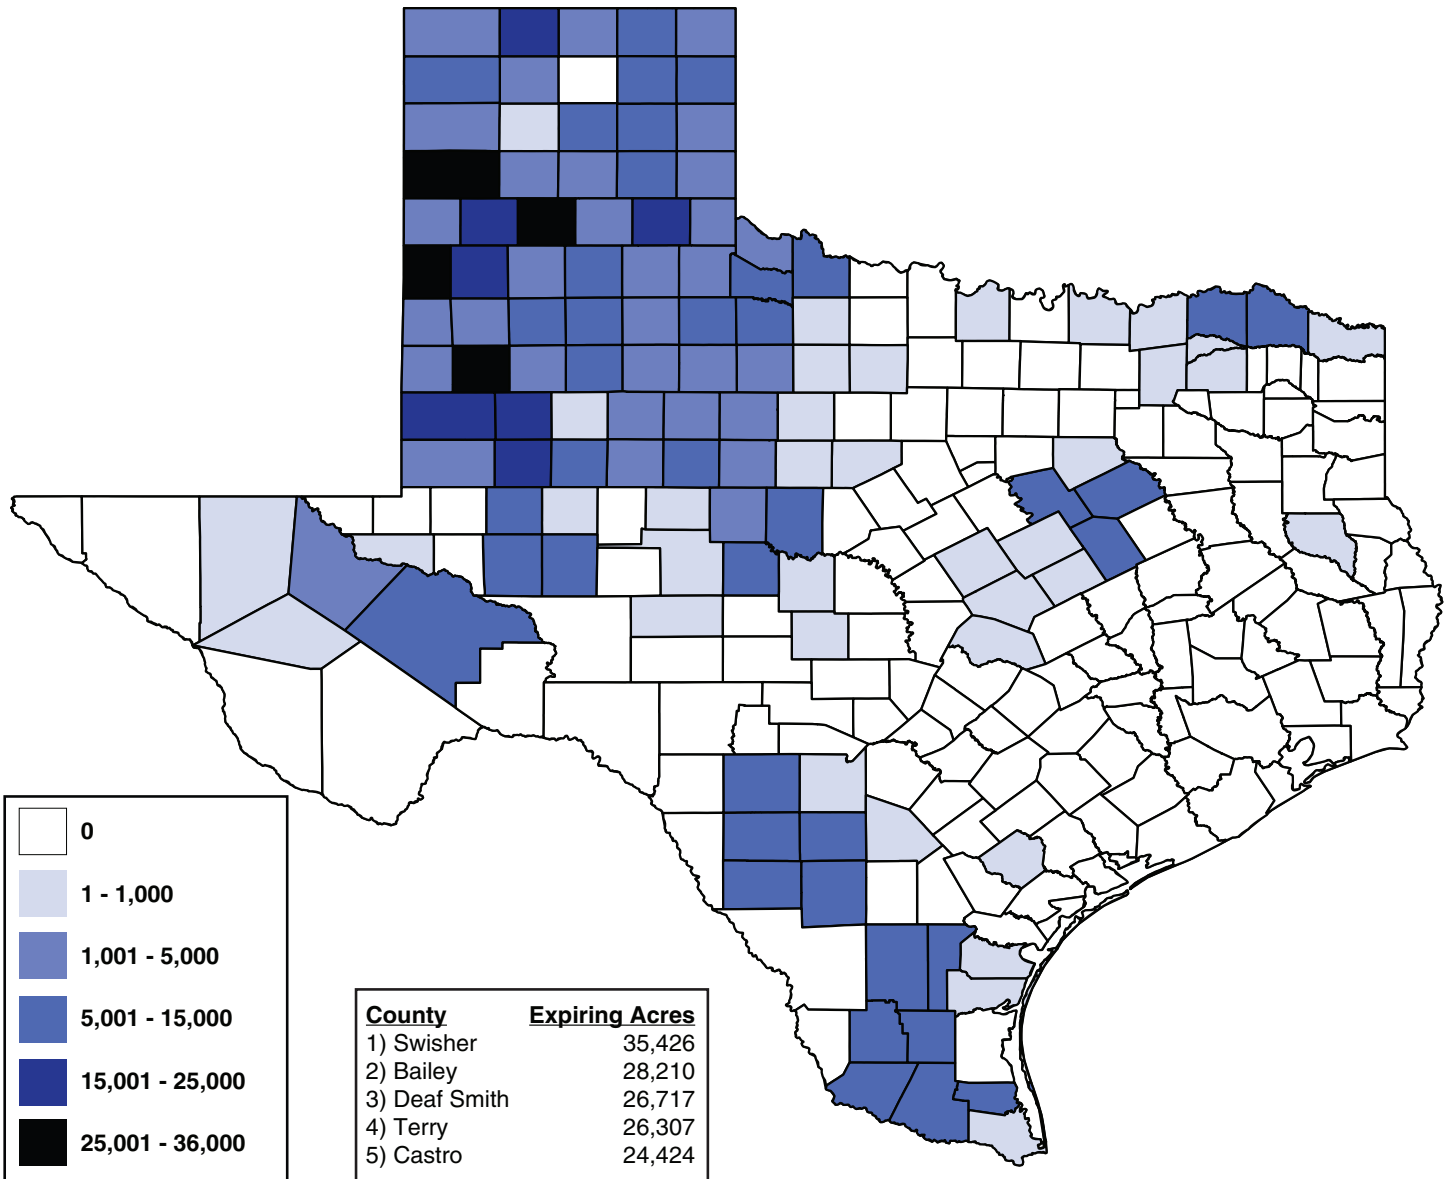 0
1 - 1,000
1,001 - 5,000
5,001 - 15,000
15,001 - 25,000
25,001 - 36,000
County Expiring Acres
1) Swisher 35,426
2) Bailey 28,210
3) Deaf Smith 26,717
4) Terry 26,307
5) Castro 24,424